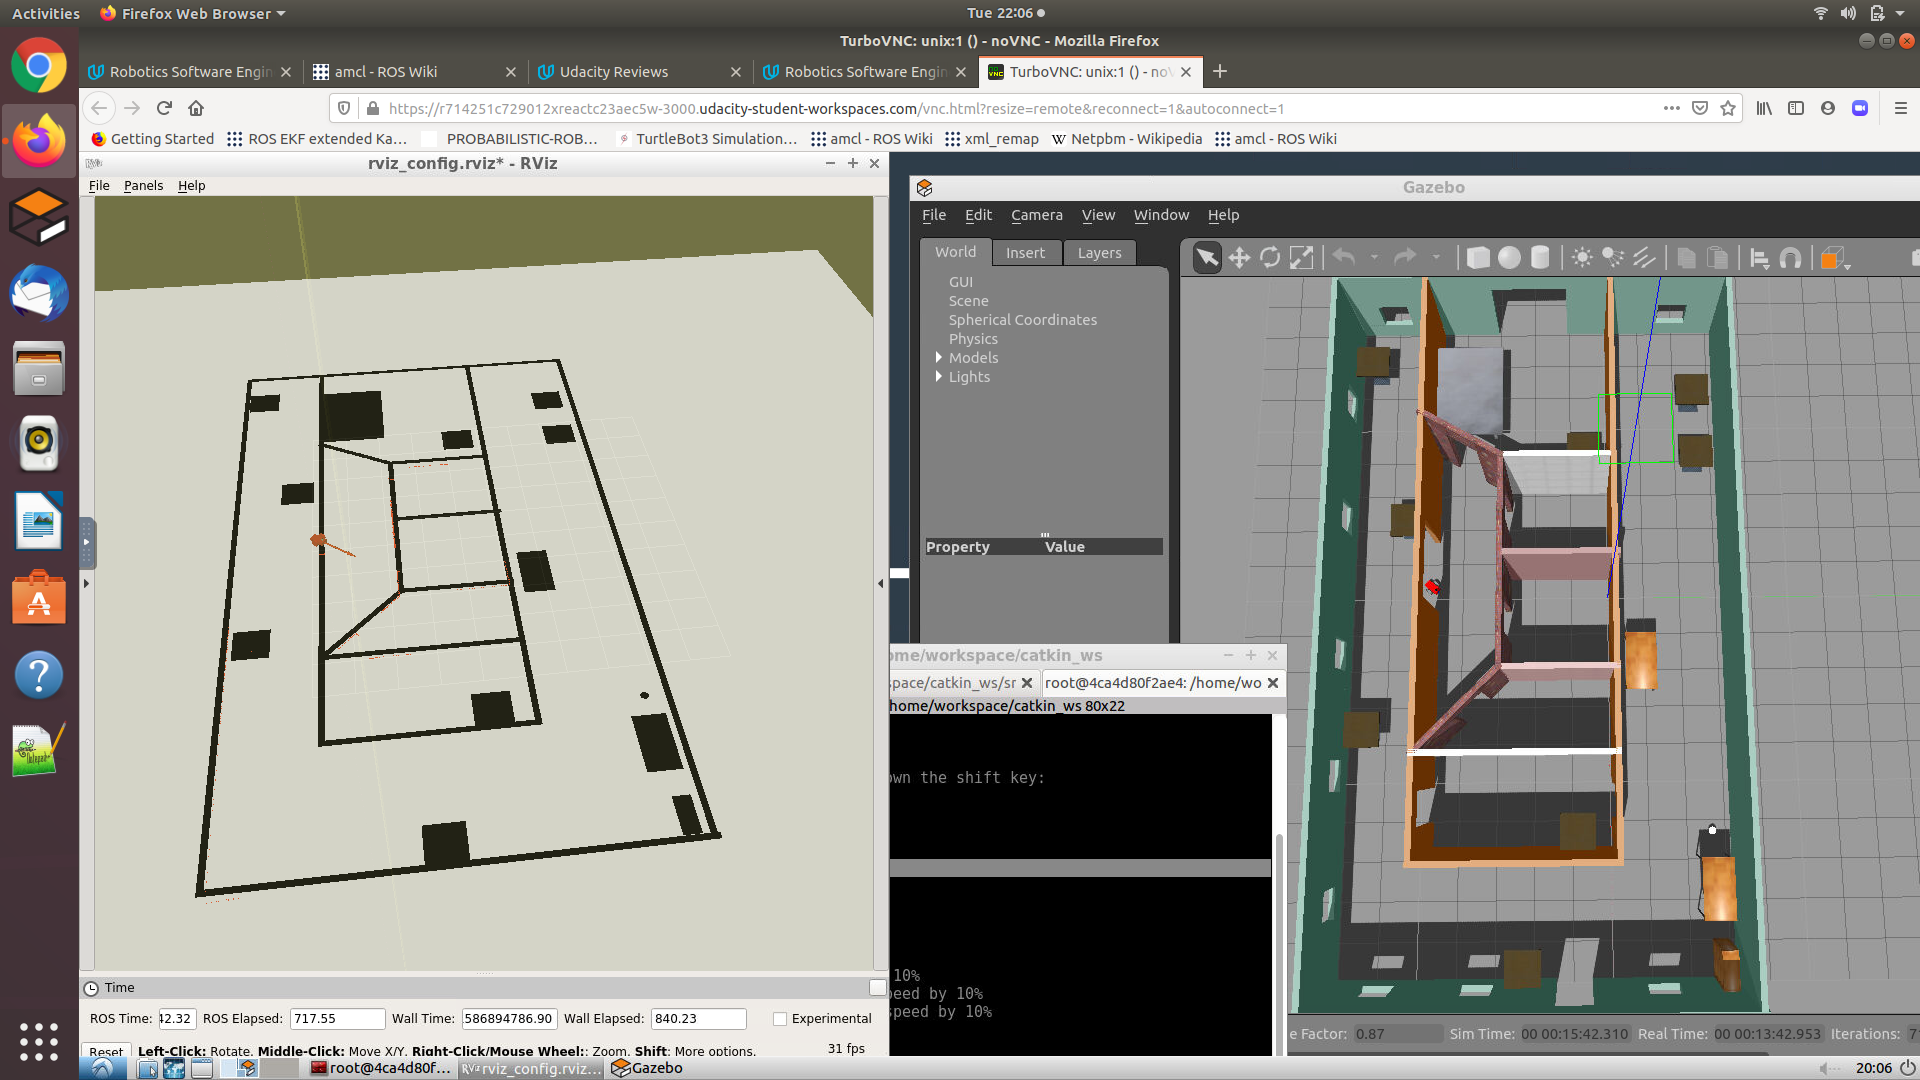 Activities Firefox Web Browser Tue 22:06
TurboVNC: unix:1 () - noVNC - Mozilla Firefox
Robotics Software Engin amcl - ROS Wiki Udacity Reviews Robotics Software Engin TurboVNC: unix:1 () - noV
https://r714251c729012xreactc23aec5w-3000.udacity-student-workspaces.com/vnc.html?resize=remote&reconnect=1&autoconnect=1
Getting Started ROS EKF extended Ka... PROBABILISTIC-ROB... TurtleBot3 Simulation... amcl - ROS Wiki xml_remap Netpbm - Wikipedia amcl - ROS Wiki
rviz_config.rviz* - RViz
File Panels Help
Gazebo
File Edit Camera View Window Help
World Insert Layers
GUI
Scene
Spherical Coordinates
Physics
Models
Lights
Property Value
ome/workspace/catkin_ws
space/catkin_ws/sr root@4ca4d80f2ae4: /home/wo
home/workspace/catkin_ws 80x22
own the shift key:
10%
peed by 10%
speed by 10%
Time
ROS Time: 42.32 ROS Elapsed: 717.55 Wall Time: 586894786.90 Wall Elapsed: 840.23 Experimental
Reset Left-Click: Rotate. Middle-Click: Move X/Y. Right-Click/Mouse Wheel:: Zoom. Shift: More options. 31 fps
e Factor: 0.87 Sim Time: 00 00:15:42.310 Real Time: 00 00:13:42.953 Iterations: 7
root@4ca4d80f... rviz_config.rviz... Gazebo 20:06